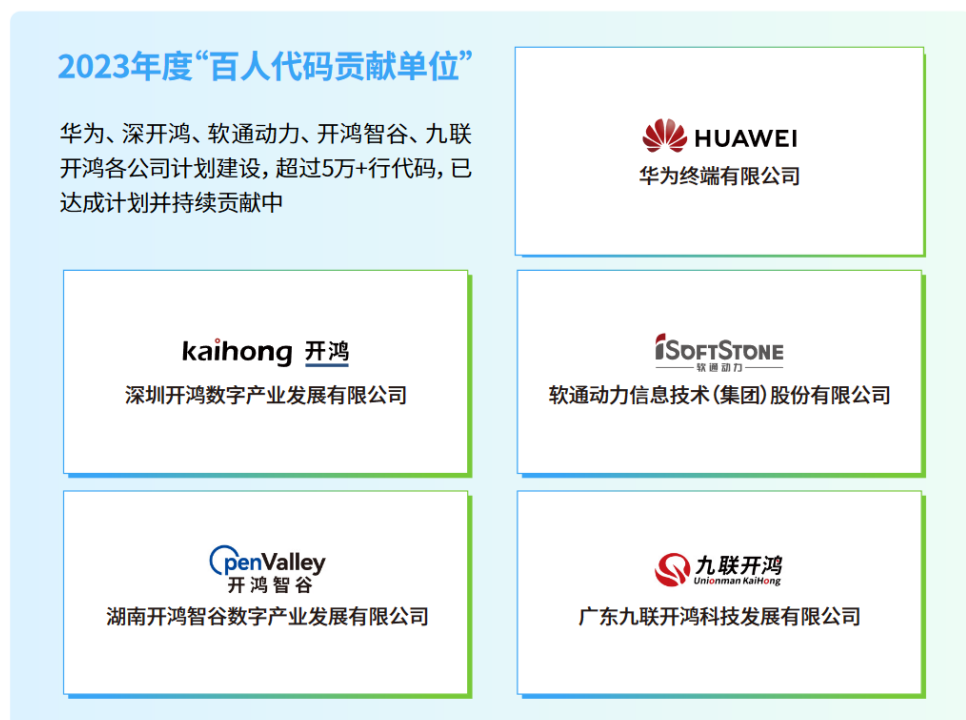 2023年度“百人代码贡献单位”
华为、深开鸿、软通动力、开鸿智谷、九联
开鸿各公司计划建设，超过5万+行代码，已
达成计划并持续贡献中
HUAWEI
华为终端有限公司
kaihong 开鸿
深圳开鸿数字产业发展有限公司
iSOFTSTONE
软通动力
软通动力信息技术（集团）股份有限公司
OpenValley
开鸿智谷
湖南开鸿智谷数字产业发展有限公司
九联开鸿
Unionman KaiHong
广东九联开鸿科技发展有限公司